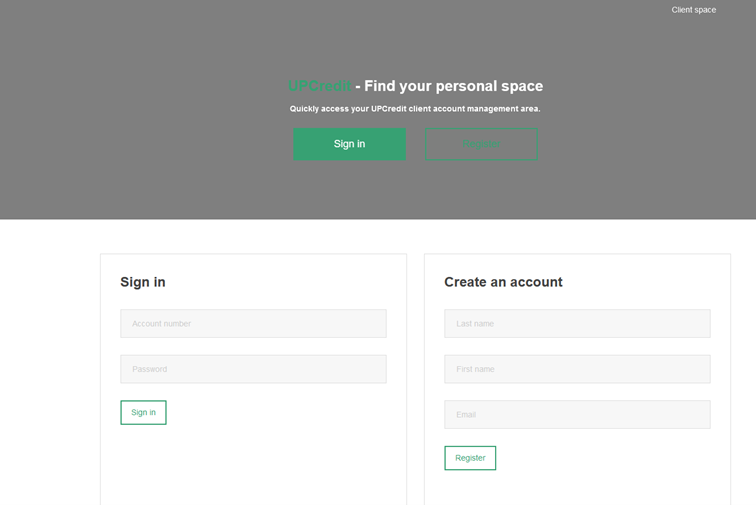 Client space
UPCredit - Find your personal space
Quickly access your UPCredit client account management area.
Sign in
Register
Sign in
Account number
Password
Sign in
Create an account
Last name
First name
Email
Register